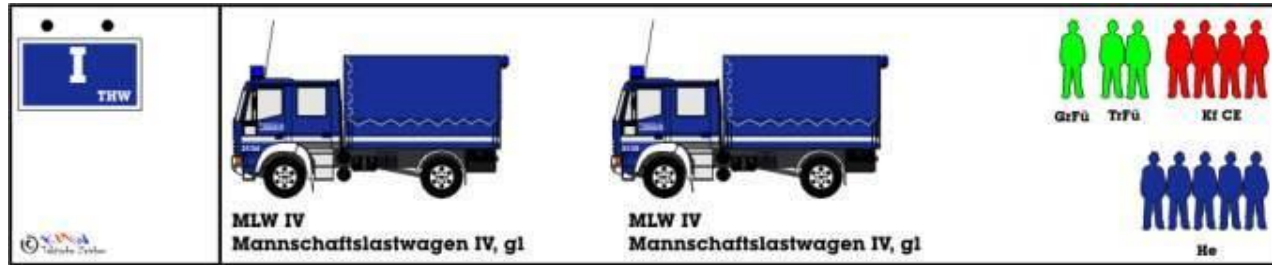 I
THW
MLW IV
Mannschaftslastwagen IV, gl
MLW IV
Mannschaftslastwagen IV, gl
GrFü TrFü Kf CE
He